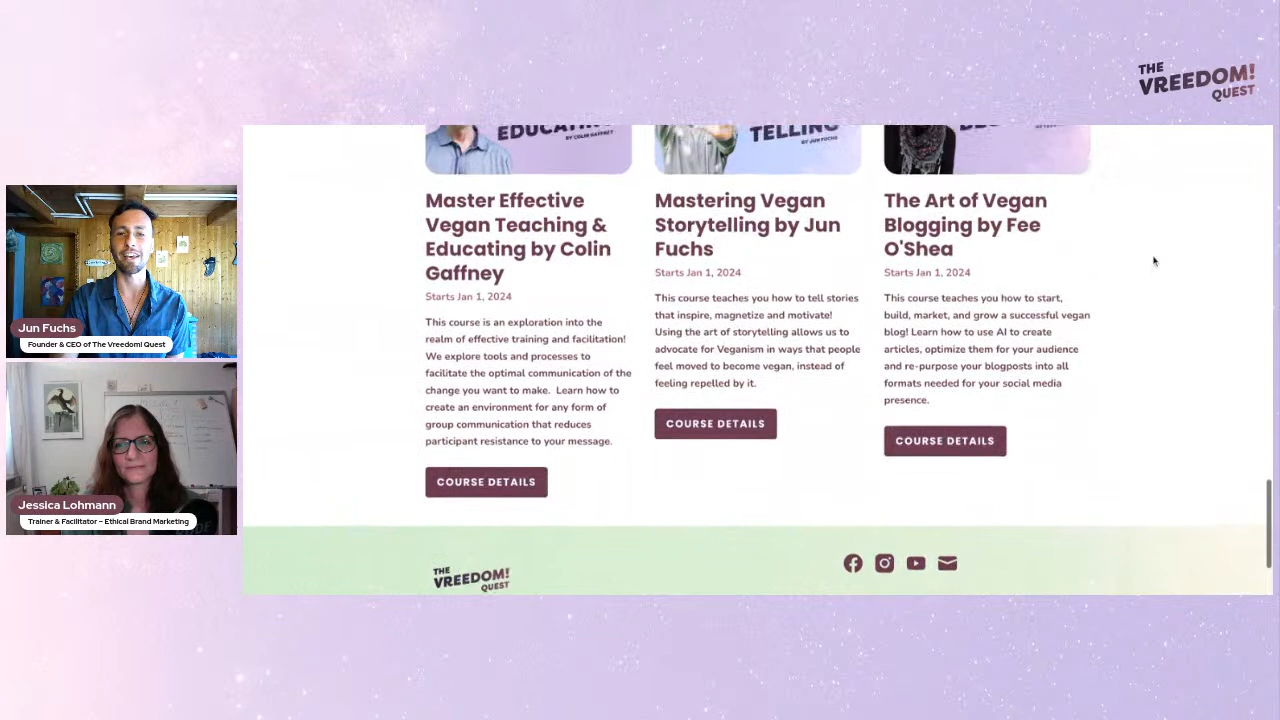 THE
VREEDOM!
QUEST
BY COLIN GAFFNEY
TELLING
BY JUN FUCHS
Master Effective
Vegan Teaching &
Educating by Colin
Gaffney
Starts Jan 1, 2024
This course is an exploration into the
realm of effective training and facilitation!
We explore tools and processes to
facilitate the optimal communication of the
change you want to make. Learn how to
create an environment for any form of
group communication that reduces
participant resistance to your message.
COURSE DETAILS
Mastering Vegan
Storytelling by Jun
Fuchs
Starts Jan 1, 2024
This course teaches you how to tell stories
that inspire, magnetize and motivate!
Using the art of storytelling allows us to
advocate for Veganism in ways that people
feel moved to become vegan, instead of
feeling repelled by it.
COURSE DETAILS
The Art of Vegan
Blogging by Fee
O'Shea
Starts Jan 1, 2024
This course teaches you how to start,
build, market, and grow a successful vegan
blog! Learn how to use AI to create
articles, optimize them for your audience
and re-purpose your blogposts into all
formats needed for your social media
presence.
COURSE DETAILS
Jun Fuchs
Founder & CEO of The Vreedom! Quest
Jessica Lohmann
Trainer & Facilitator – Ethical Brand Marketing
THE
VREEDOM!
QUEST